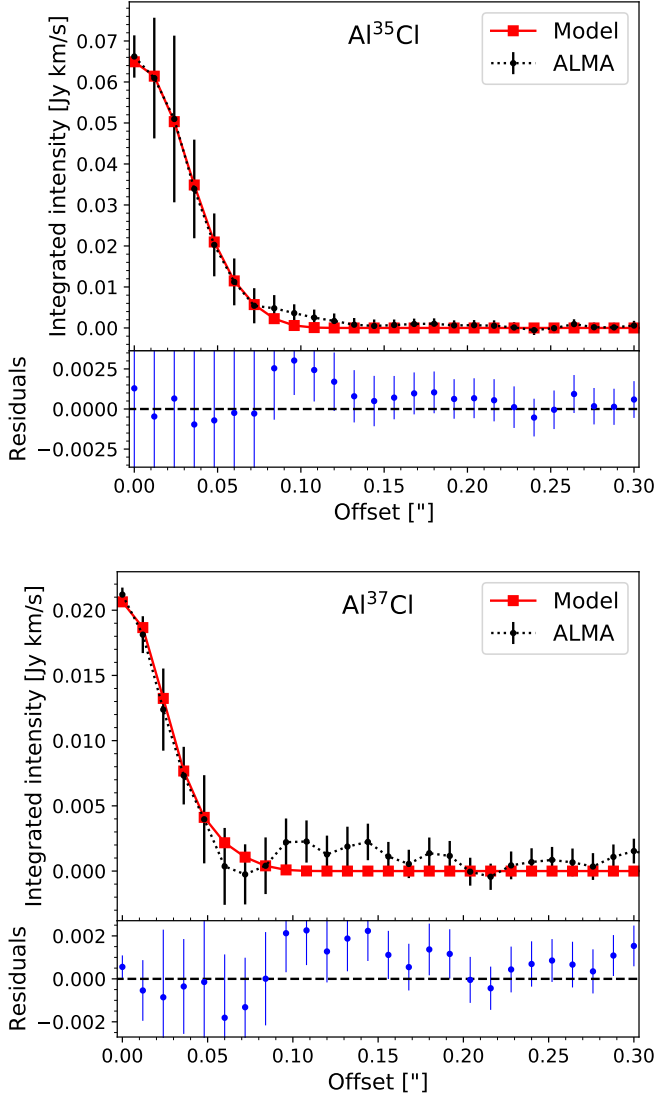 Al³⁵Cl
Model
ALMA
Integrated intensity [Jy km/s]
0.07
0.06
0.05
0.04
0.03
0.02
0.01
0.00
Residuals
0.0025
0.0000
−0.0025
0.00 0.05 0.10 0.15 0.20 0.25 0.30
Offset ["]
Al³⁷Cl
Model
ALMA
Integrated intensity [Jy km/s]
0.020
0.015
0.010
0.005
0.000
Residuals
0.002
0.000
−0.002
0.00 0.05 0.10 0.15 0.20 0.25 0.30
Offset ["]